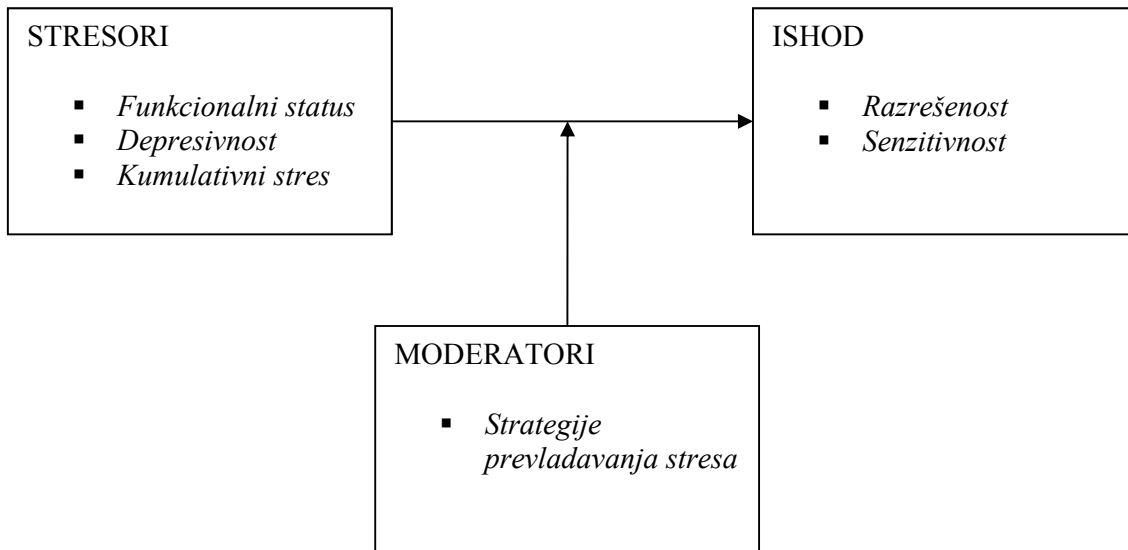 STRESORI
▪ Funkcionalni status
▪ Depresivnost
▪ Kumulativni stres
ISHOD
▪ Razrešenost
▪ Senzitivnost
MODERATORI
▪ Strategije
prevladavanja stresa